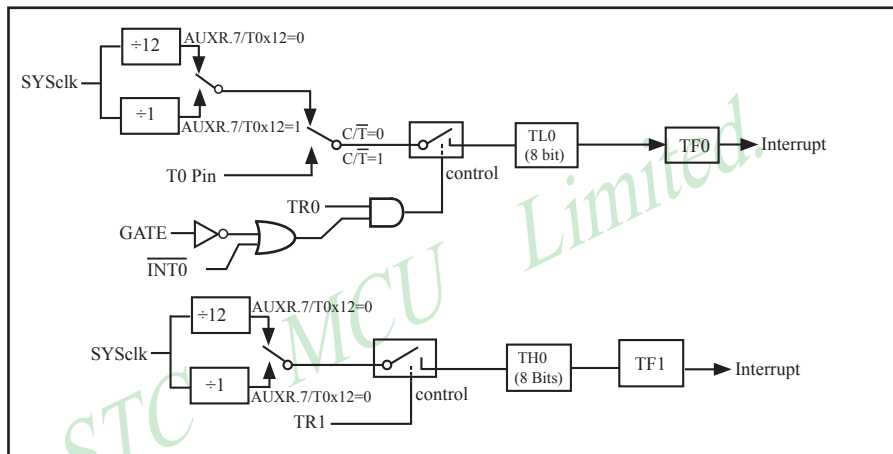 ÷12
AUXR.7/T0x12=0
SYSclk
÷1
AUXR.7/T0x12=1
C/T̅=0
C/T̅=1
T0 Pin
TL0
(8 bit)
TF0
Interrupt
control
TR0
GATE
I̅N̅T̅0̅
÷12
AUXR.7/T0x12=0
SYSclk
÷1
AUXR.7/T0x12=0
control
TR1
TH0
(8 Bits)
TF1
Interrupt
STC MCU Limited.